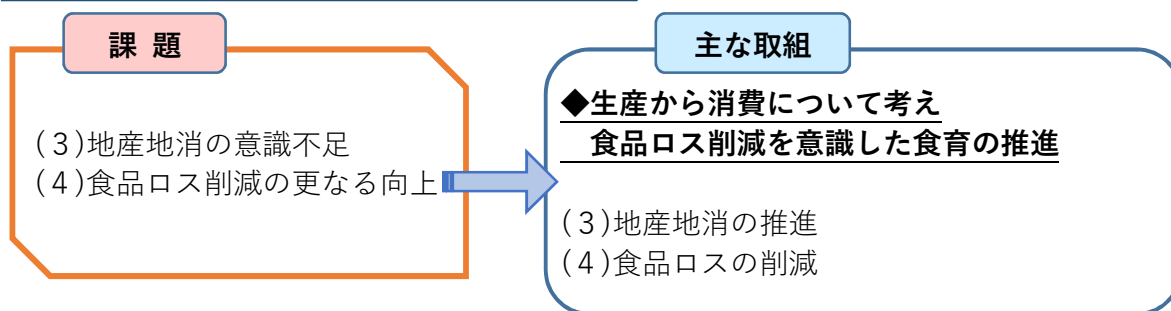 課 題
(3)地産地消の意識不足
(4)食品ロス削減の更なる向上
主な取組
◆生産から消費について考え
食品ロス削減を意識した食育の推進
(3)地産地消の推進
(4)食品ロスの削減